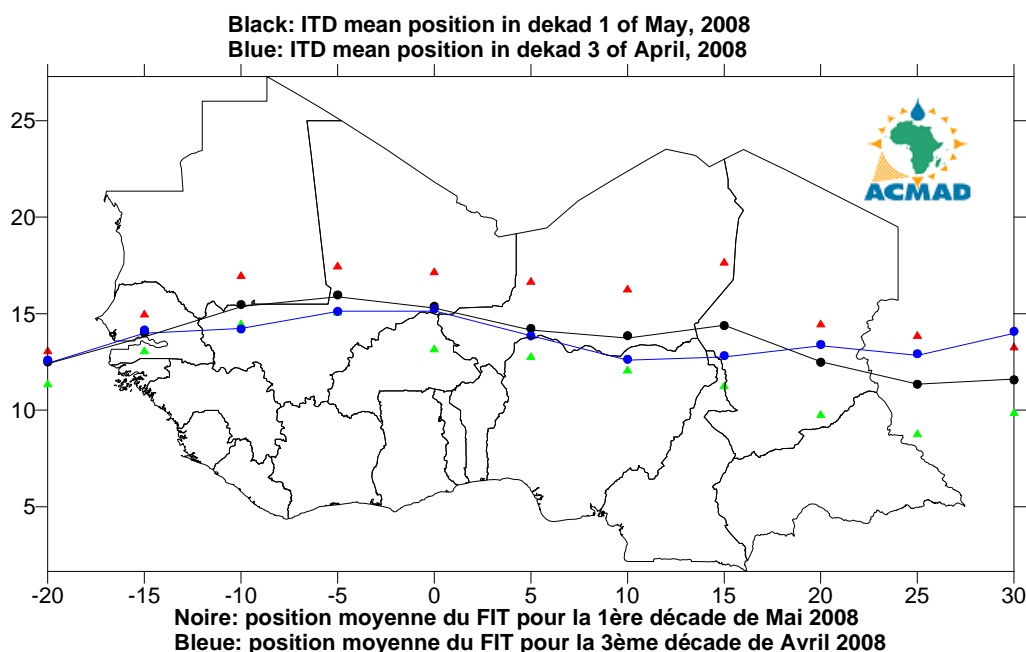 Black: ITD mean position in dekad 1 of May, 2008
Blue: ITD mean position in dekad 3 of April, 2008
25
20
15
10
5
ACMAD
-20 -15 -10 -5 0 5 10 15 20 25 30
Noire: position moyenne du FIT pour la 1ère décade de Mai 2008
Bleue: position moyenne du FIT pour la 3ème décade de Avril 2008